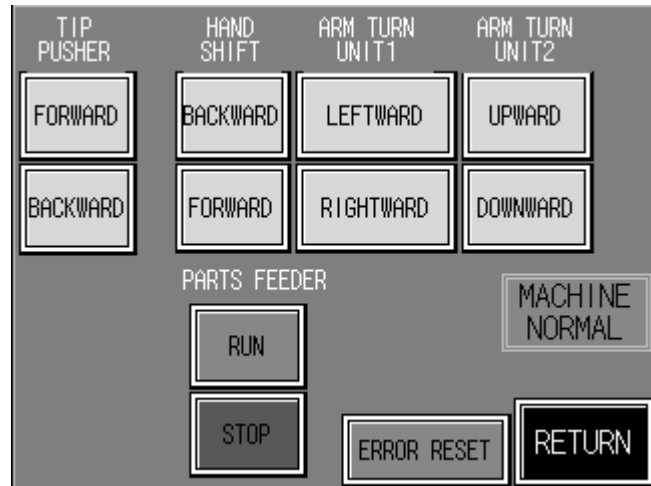 TIP PUSHER
HAND SHIFT
ARM TURN UNIT1
ARM TURN UNIT2
FORWARD
BACKWARD
LEFTWARD
UPWARD
BACKWARD
FORWARD
RIGHTWARD
DOWNWARD
PARTS FEEDER
MACHINE
NORMAL
RUN
STOP
ERROR RESET
RETURN